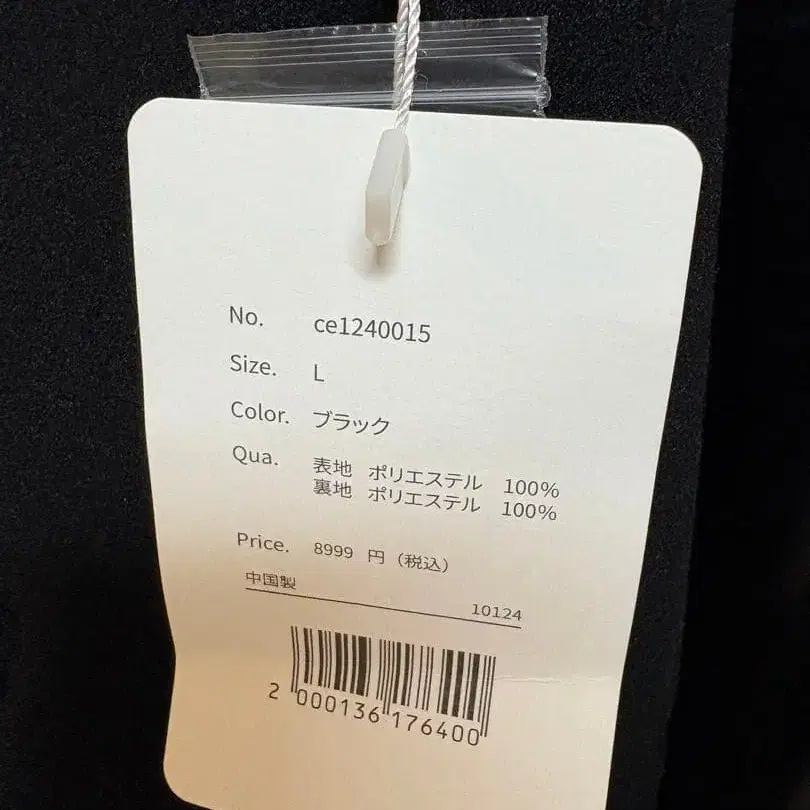 No. ce1240015
Size. L
Color. ブラック
Qua. 表地 ポリエステル 100%
裏地 ポリエステル 100%
Price. 8999 円（税込）
中国製 10124
2 000136 176400